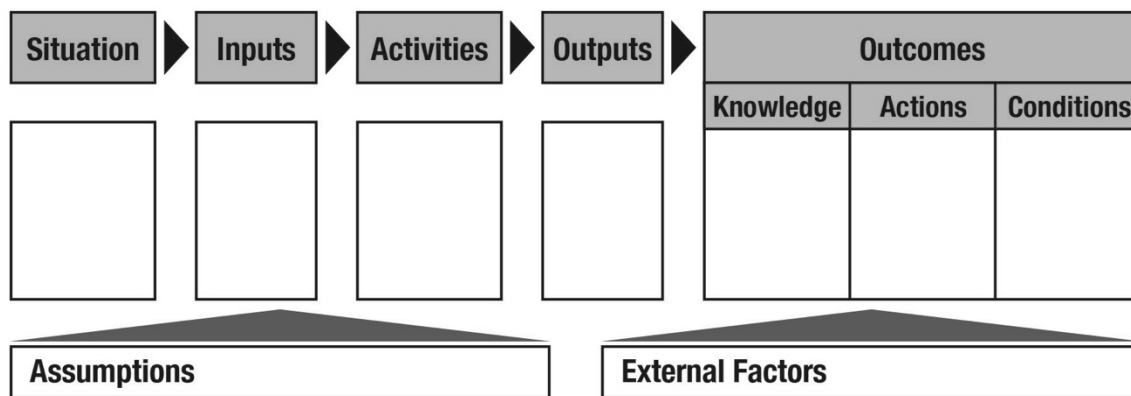 Situation Inputs Activities Outputs Outcomes
Knowledge Actions Conditions
Assumptions External Factors